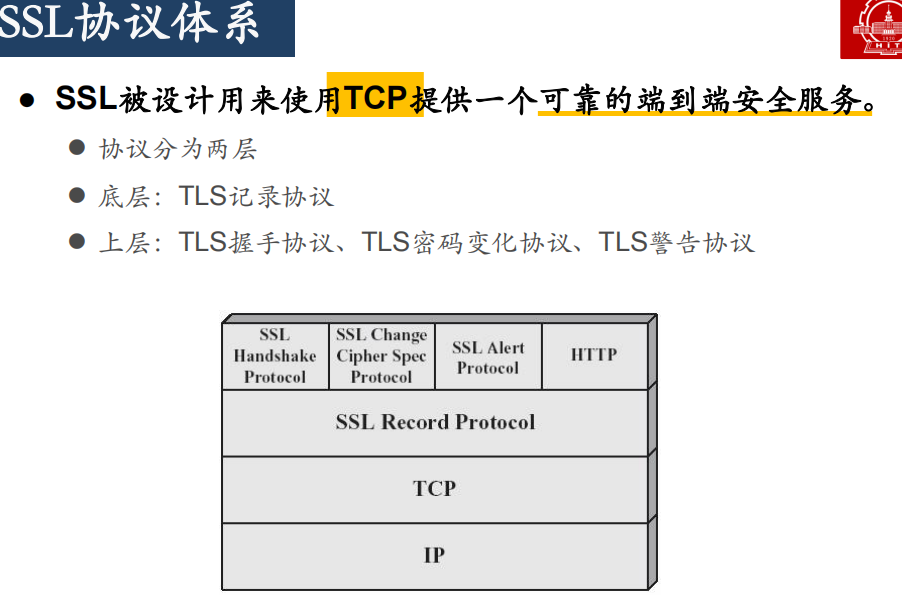 SSL协议体系
● SSL被设计用来使用TCP提供一个可靠的端到端安全服务。
● 协议分为两层
● 底层：TLS记录协议
● 上层：TLS握手协议、TLS密码变化协议、TLS警告协议
SSL
Handshake
Protocol
SSL Change
Cipher Spec
Protocol
SSL Alert
Protocol
HTTP
SSL Record Protocol
TCP
IP
1920
HIT